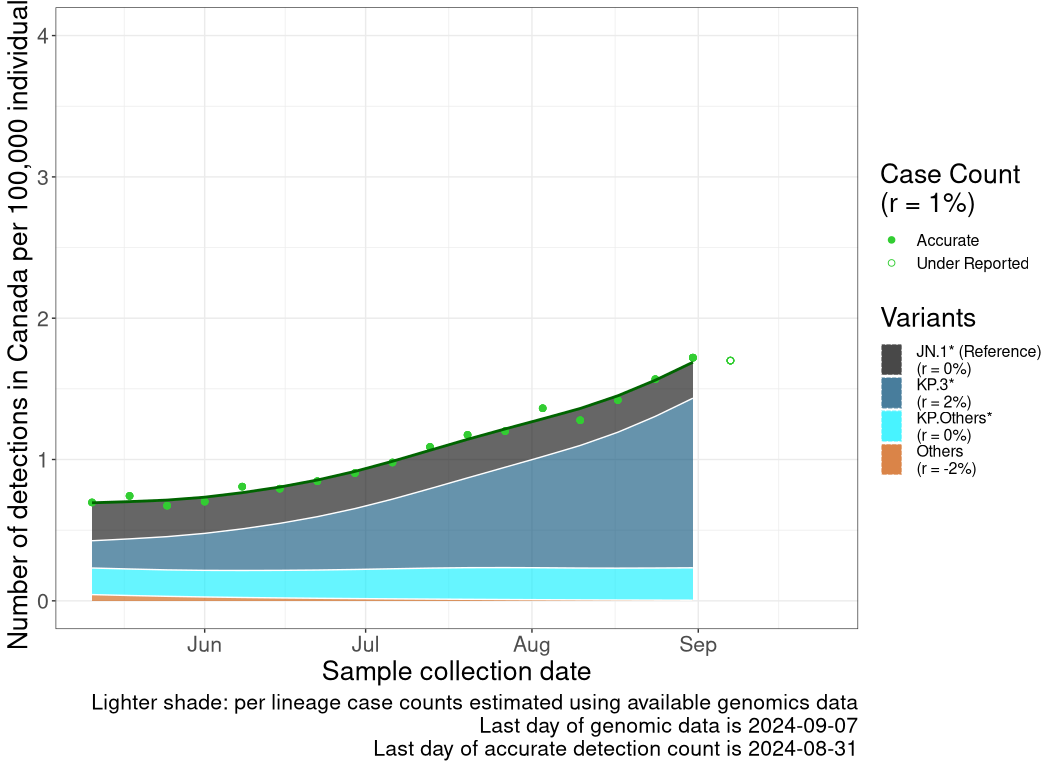 Number of detections in Canada per 100,000 individual
4
3
2
1
0
Jun
Jul
Aug
Sep
Sample collection date
Lighter shade: per lineage case counts estimated using available genomics data
Last day of genomic data is 2024-09-07
Last day of accurate detection count is 2024-08-31
Case Count
(r = 1%)
Accurate
Under Reported
Variants
JN.1* (Reference)
(r = 0%)
KP.3*
(r = 2%)
KP.Others*
(r = 0%)
Others
(r = -2%)